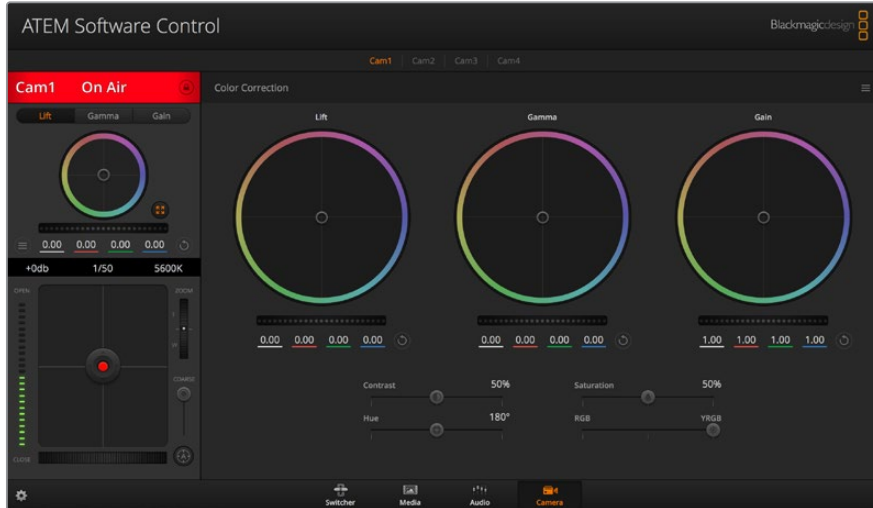 ATEM Software Control
Blackmagicdesign
Cam1 Cam2 Cam3 Cam4
Cam1 On Air
Color Correction
Lift Gamma Gain
0.00 0.00 0.00 0.00
+0db 1/50 5600K
OPEN
ZOOM
T
W
COARSE
A
CLOSE
Lift
Gamma
Gain
0.00 0.00 0.00 0.00
0.00 0.00 0.00 0.00
1.00 1.00 1.00 1.00
Contrast 50%
Saturation 50%
Hue 180°
RGB YRGB
Switcher
Media
Audio
Camera